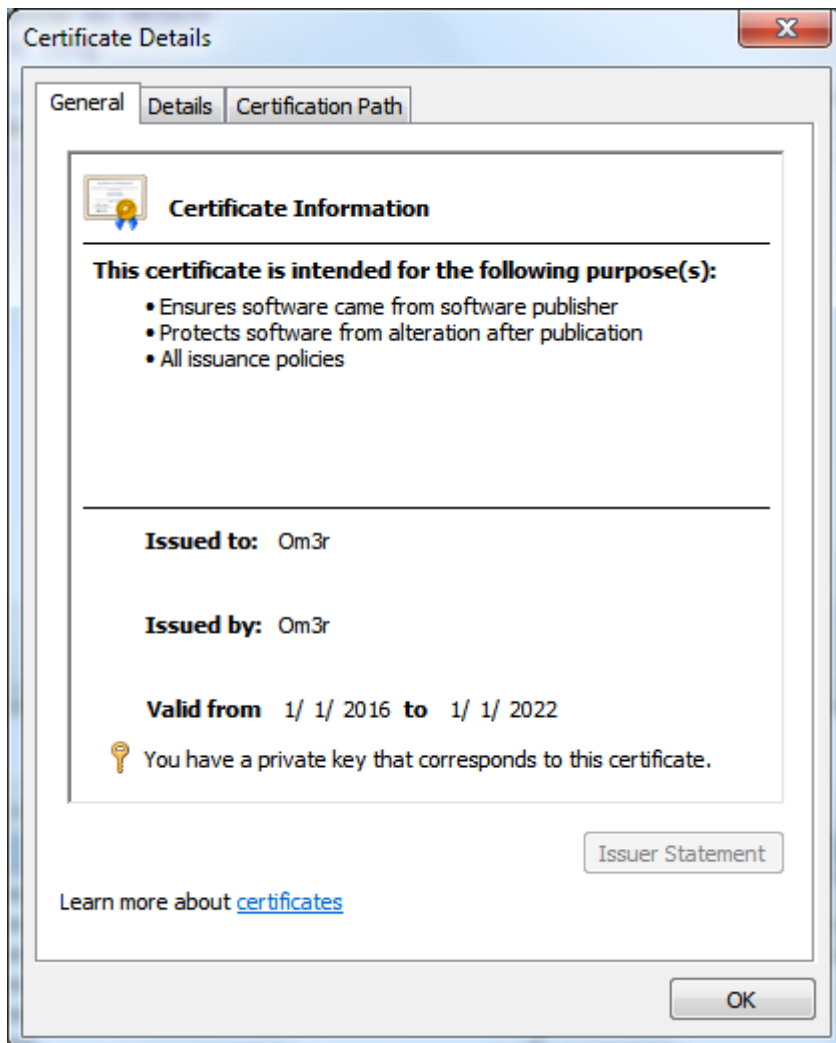 Certificate Details
General Details Certification Path
Certificate Information
This certificate is intended for the following purpose(s):
• Ensures software came from software publisher
• Protects software from alteration after publication
• All issuance policies
Issued to: Om3r
Issued by: Om3r
Valid from 1/ 1/ 2016 to 1/ 1/ 2022
You have a private key that corresponds to this certificate.
Issuer Statement
Learn more about certificates
OK